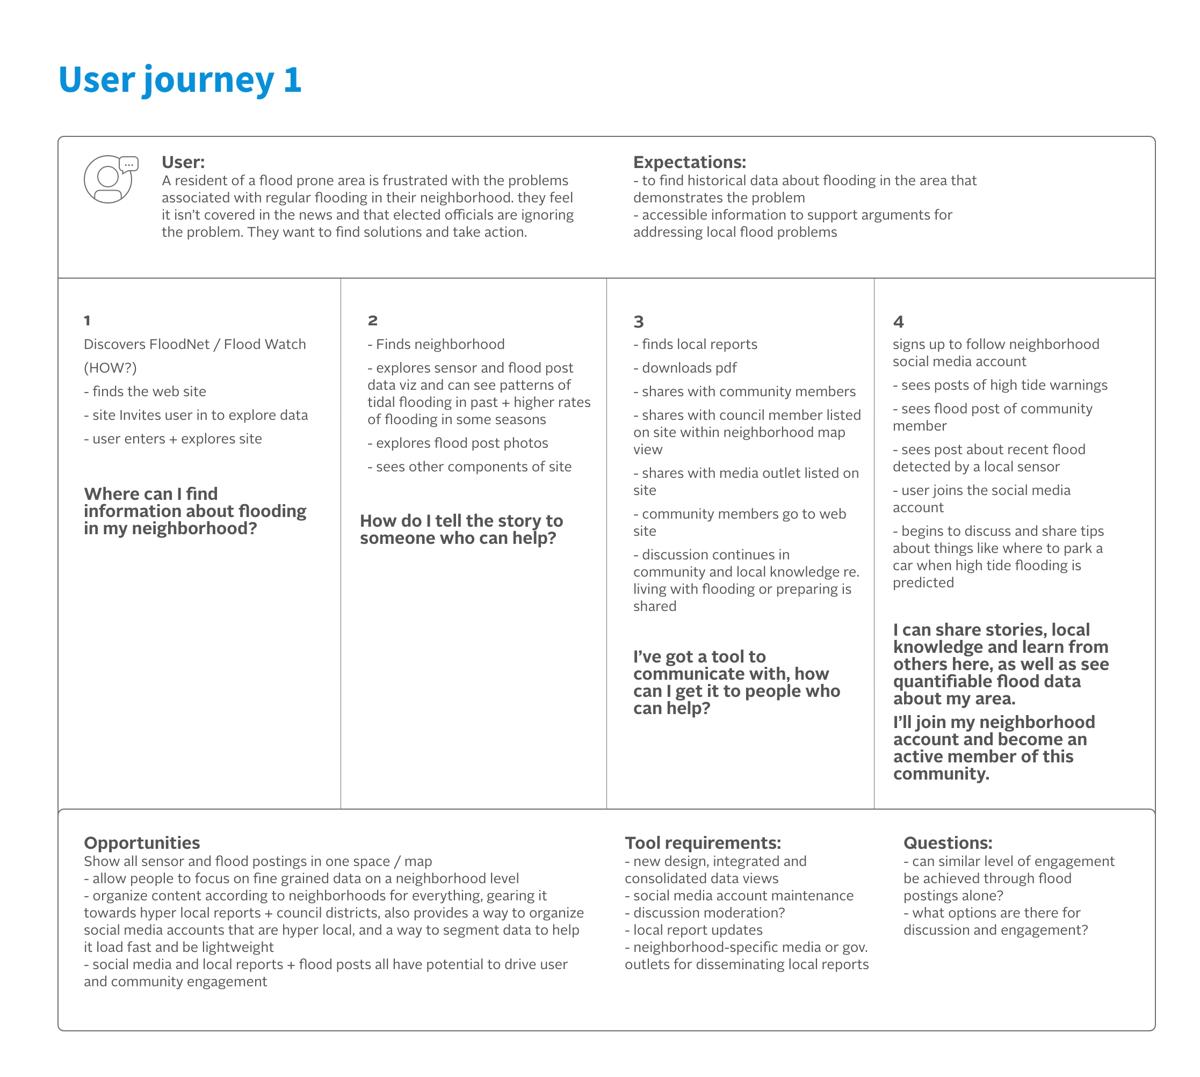 User journey 1
User:
A resident of a flood prone area is frustrated with the problems
associated with regular flooding in their neighborhood. they feel
it isn't covered in the news and that elected officials are ignoring
the problem. They want to find solutions and take action.
Expectations:
- to find historical data about flooding in the area that
demonstrates the problem
- accessible information to support arguments for
addressing local flood problems
1
Discovers FloodNet / Flood Watch
(HOW?)
- finds the web site
- site Invites user in to explore data
- user enters + explores site
Where can I find
information about flooding
in my neighborhood?
2
- Finds neighborhood
- explores sensor and flood post
data viz and can see patterns of
tidal flooding in past + higher rates
of flooding in some seasons
- explores flood post photos
- sees other components of site
How do I tell the story to
someone who can help?
3
- finds local reports
- downloads pdf
- shares with community members
- shares with council member listed
on site within neighborhood map
view
- shares with media outlet listed on
site
- community members go to web
site
- discussion continues in
community and local knowledge re.
living with flooding or preparing is
shared
I've got a tool to
communicate with, how
can I get it to people who
can help?
4
signs up to follow neighborhood
social media account
- sees posts of high tide warnings
- sees flood post of community
member
- sees post about recent flood
detected by a local sensor
- user joins the social media
account
- begins to discuss and share tips
about things like where to park a
car when high tide flooding is
predicted
I can share stories, local
knowledge and learn from
others here, as well as see
quantifiable flood data
about my area.
I'll join my neighborhood
account and become an
active member of this
community.
Opportunities
Show all sensor and flood postings in one space / map
- allow people to focus on fine grained data on a neighborhood level
- organize content according to neighborhoods for everything, gearing it
towards hyper local reports + council districts, also provides a way to organize
social media accounts that are hyper local, and a way to segment data to help
it load fast and be lightweight
- social media and local reports + flood posts all have potential to drive user
and community engagement
Tool requirements:
- new design, integrated and
consolidated data views
- social media account maintenance
- discussion moderation?
- local report updates
- neighborhood-specific media or gov.
outlets for disseminating local reports
Questions:
- can similar level of engagement
be achieved through flood
postings alone?
- what options are there for
discussion and engagement?